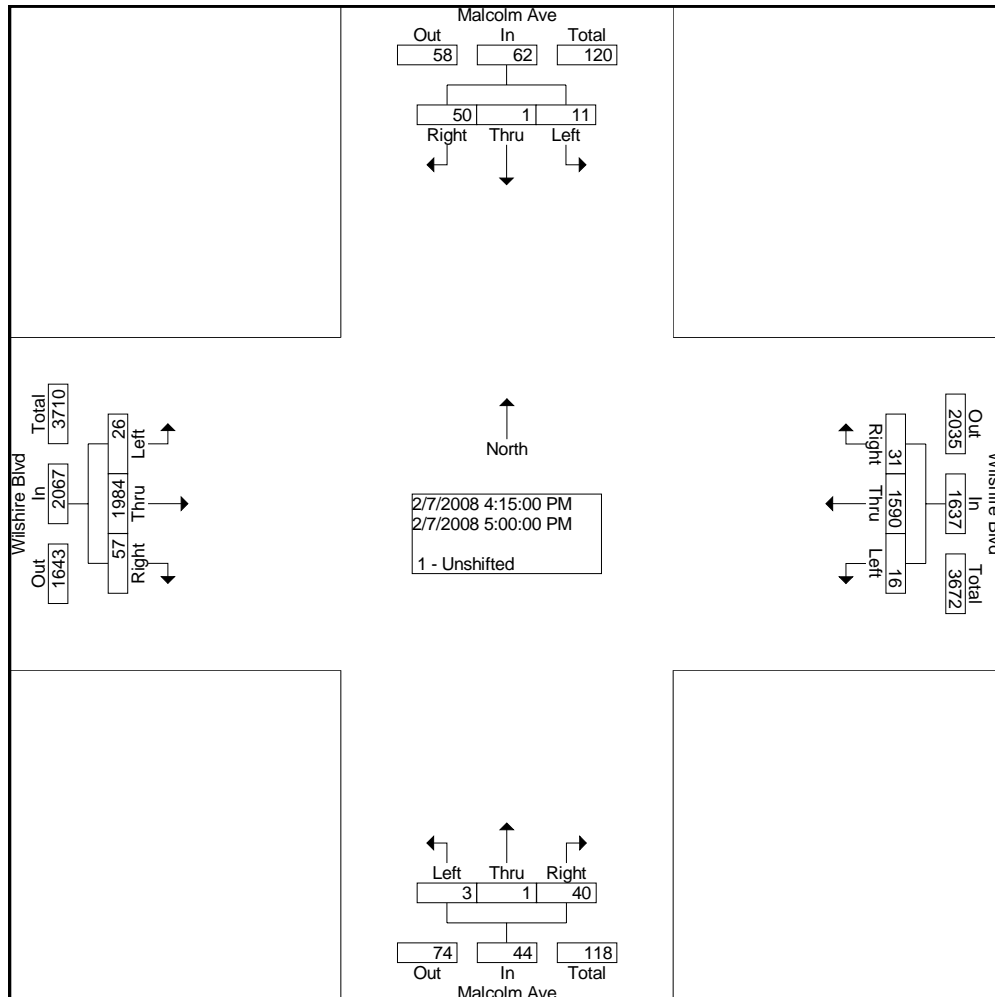 Malcolm Ave
Out In Total
58 62 120
50 1 11
Right Thru Left
Wilshire Blvd
Total In Out
3710 2067 1643
26 1984 57
Left Thru Right
North
2/7/2008 4:15:00 PM
2/7/2008 5:00:00 PM
1 - Unshifted
Right Thru Left
31 1590 16
Out In Total
2035 1637 3672
Wilshire Blvd
Left Thru Right
3 1 40
74 44 118
Out In Total
Malcolm Ave